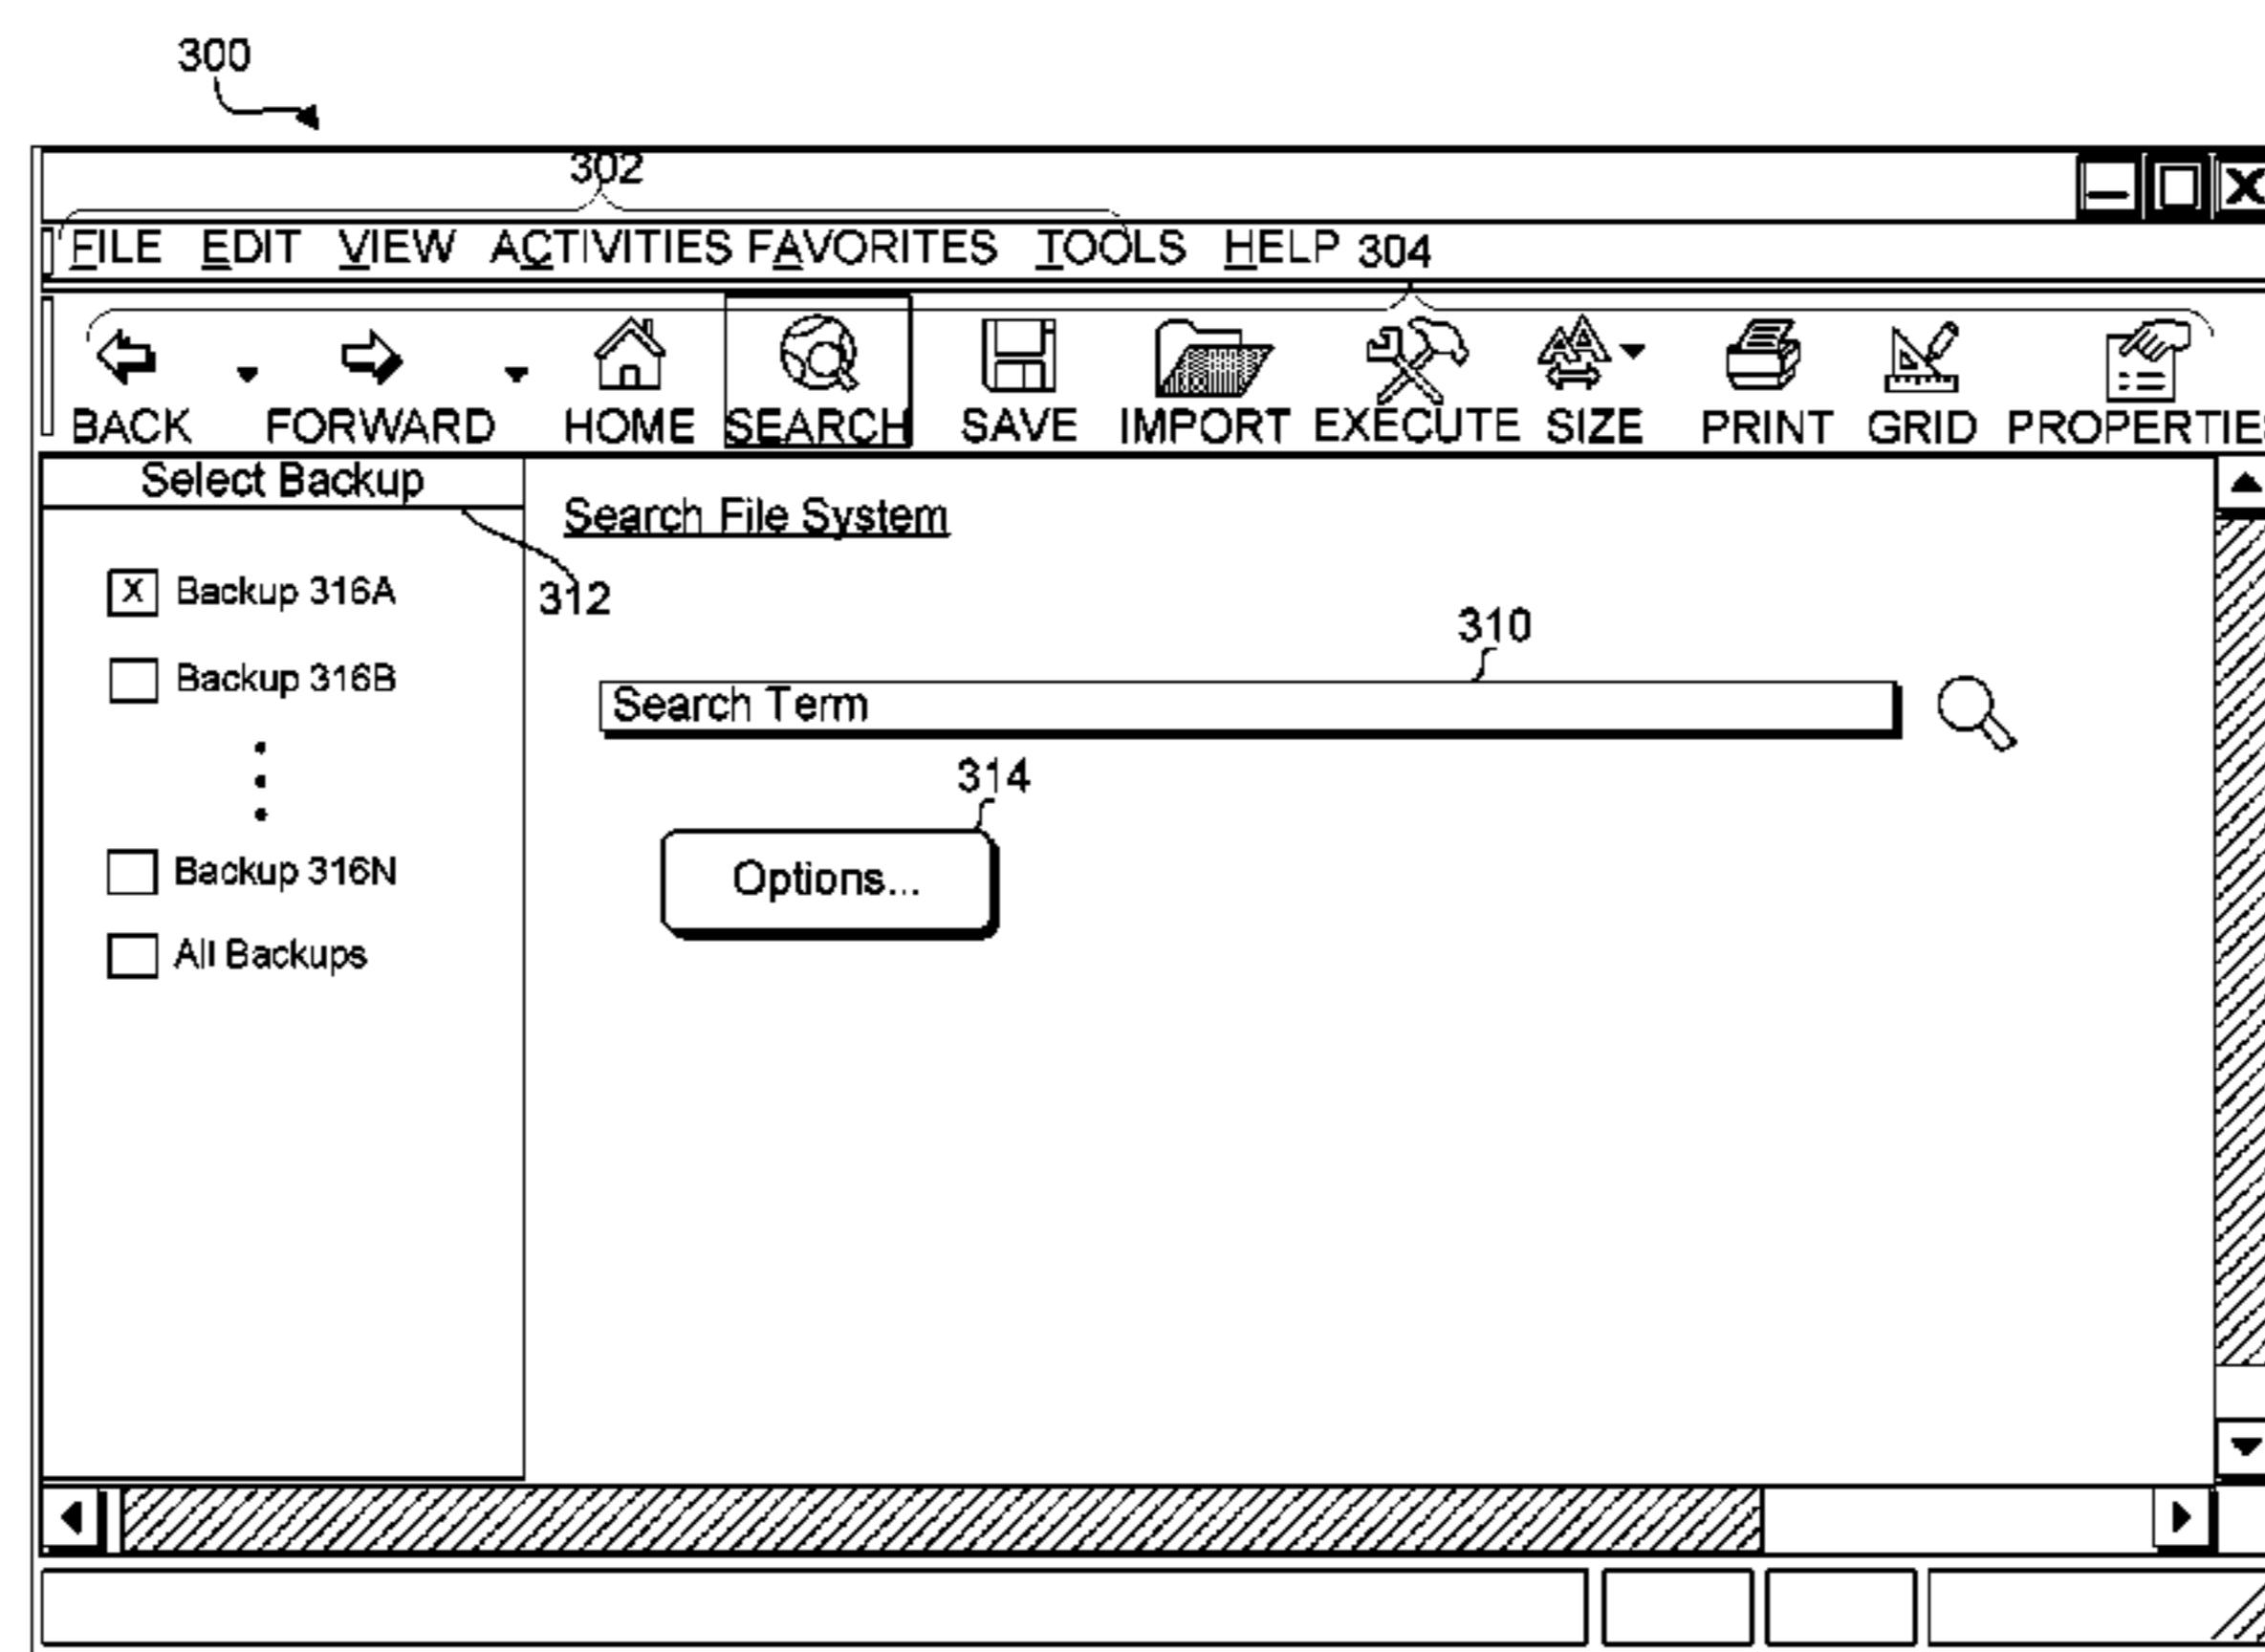 300
302
FILE EDIT VIEW ACTIVITIES FAVORITES TOOLS HELP 304
BACK FORWARD HOME SEARCH SAVE IMPORT EXECUTE SIZE PRINT GRID PROPERTIES
Select Backup
Search File System
X Backup 316A
312
310
Backup 316B
Search Term
314
Backup 316N
Options...
All Backups